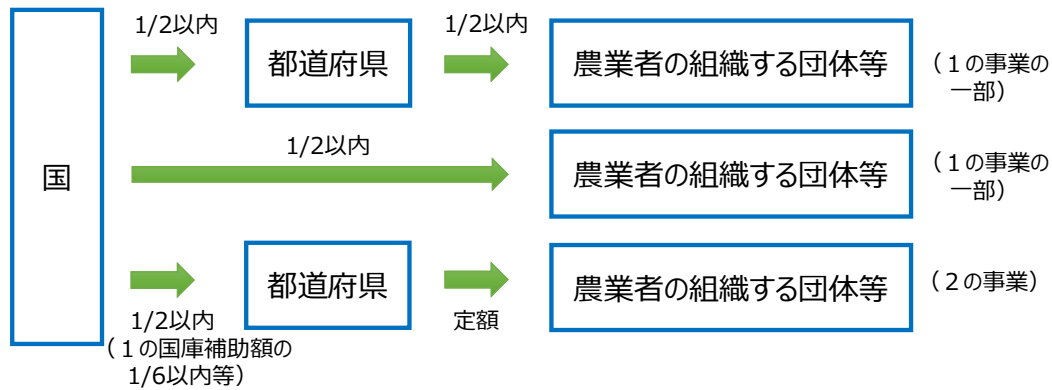 国
1/2以内
都道府県
1/2以内
農業者の組織する団体等
（１の事業の
一部）
1/2以内
農業者の組織する団体等
（１の事業の
一部）
都道府県
農業者の組織する団体等
（２の事業）
1/2以内
（１の国庫補助額の
1/6以内等）
定額